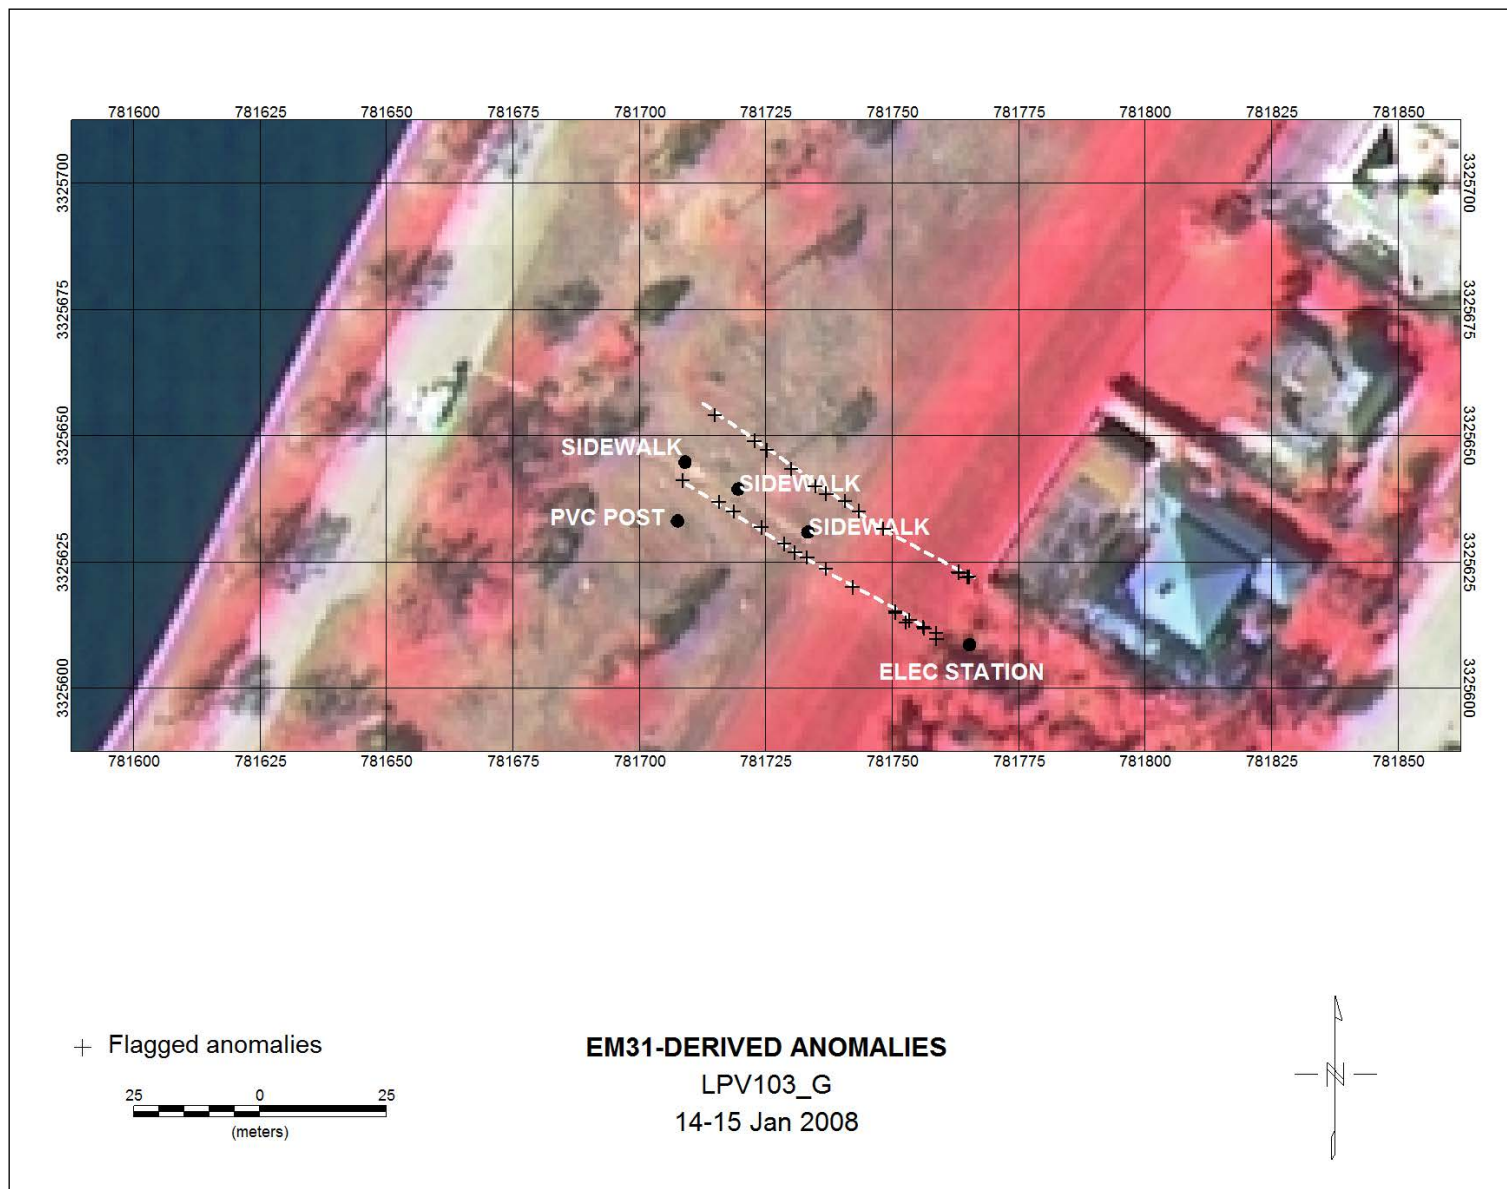 781600 781625 781650 781675 781700 781725 781750 781775 781800 781825 781850
3325700 3325700
3325675 3325675
3325650 3325650
SIDEWALK
SIDEWALK
PVC POST
SIDEWALK
3325625 3325625
ELEC STATION
3325600 3325600
781600 781625 781650 781675 781700 781725 781750 781775 781800 781825 781850
Flagged anomalies
25 0 25
(meters)
EM31-DERIVED ANOMALIES
LPV103_G
14-15 Jan 2008
N